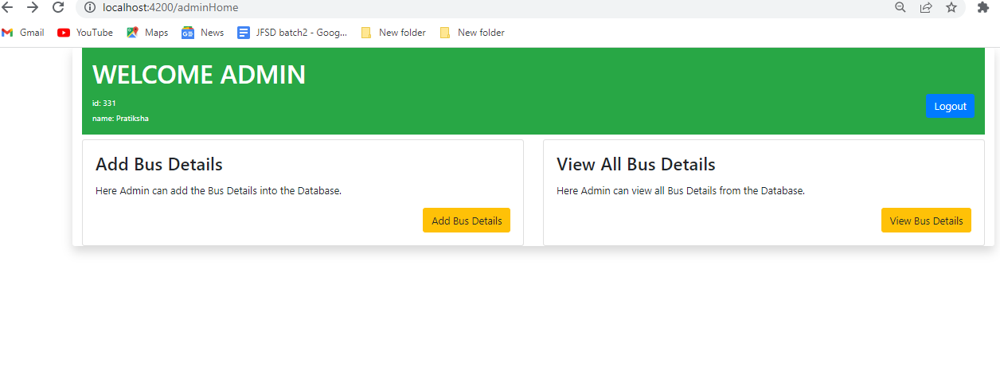 localhost:4200/adminHome
Gmail YouTube Maps News JFSD batch2 - Goog... New folder New folder
WELCOME ADMIN
id: 331
name: Pratiksha
Logout
Add Bus Details
Here Admin can add the Bus Details into the Database.
Add Bus Details
View All Bus Details
Here Admin can view all Bus Details from the Database.
View Bus Details